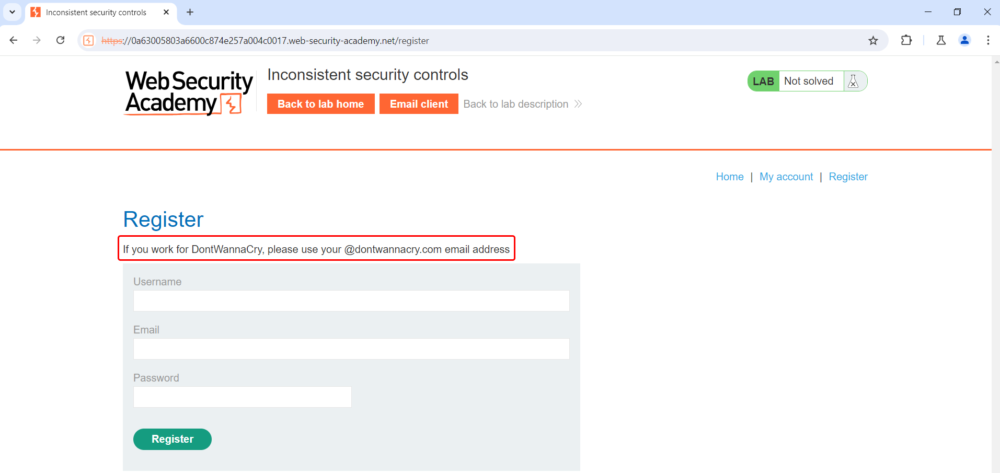 Inconsistent security controls
https://0a63005803a6600c874e257a004c0017.web-security-academy.net/register
Web Security
Academy
Inconsistent security controls
Back to lab home
Email client
Back to lab description
LAB
Not solved
Home | My account | Register
Register
If you work for DontWannaCry, please use your @dontwannacry.com email address
Username
Email
Password
Register